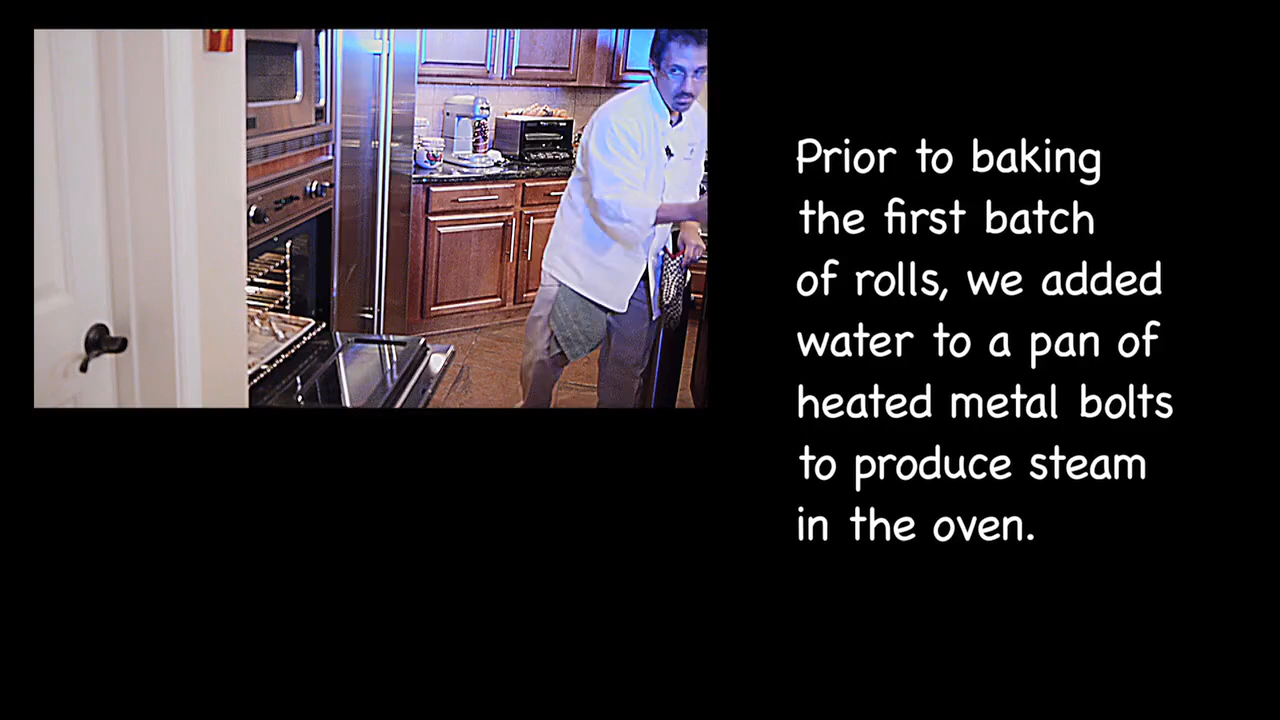 Prior to baking
the first batch
of rolls, we added
water to a pan of
heated metal bolts
to produce steam
in the oven.